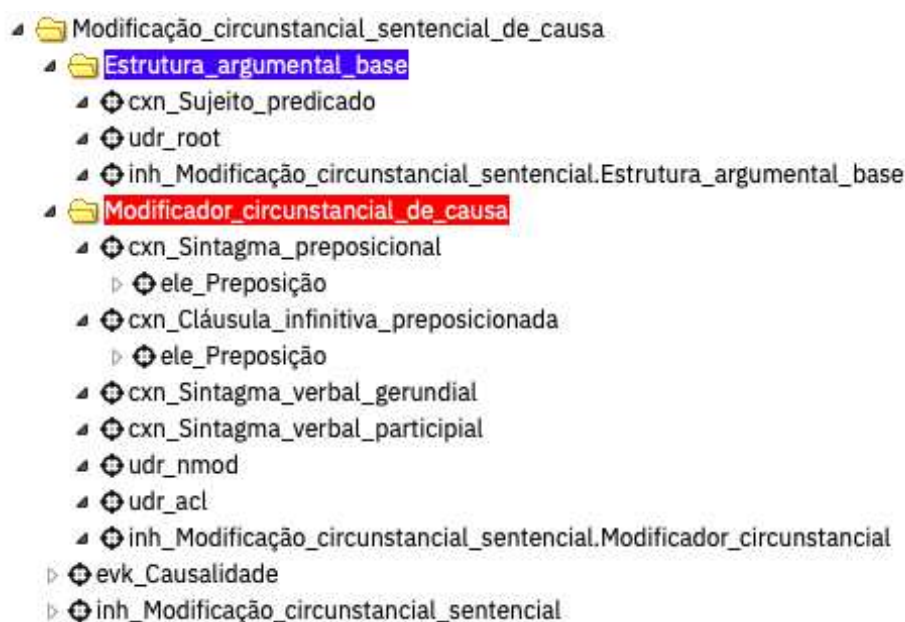 Modificação_circunstancial_sentencial_de_causa
Estrutura_argumental_base
cxn_Sujeito_predicado
udr_root
inh_Modificação_circunstancial_sentencial.Estrutura_argumental_base
Modificador_circunstancial_de_causa
cxn_Sintagma_preposicional
ele_Preposição
cxn_Cláusula_infinitiva_preposicionada
ele_Preposição
cxn_Sintagma_verbal_gerundial
cxn_Sintagma_verbal_participial
udr_nmod
udr_acl
inh_Modificação_circunstancial_sentencial.Modificador_circunstancial
evk_Causalidade
inh_Modificação_circunstancial_sentencial